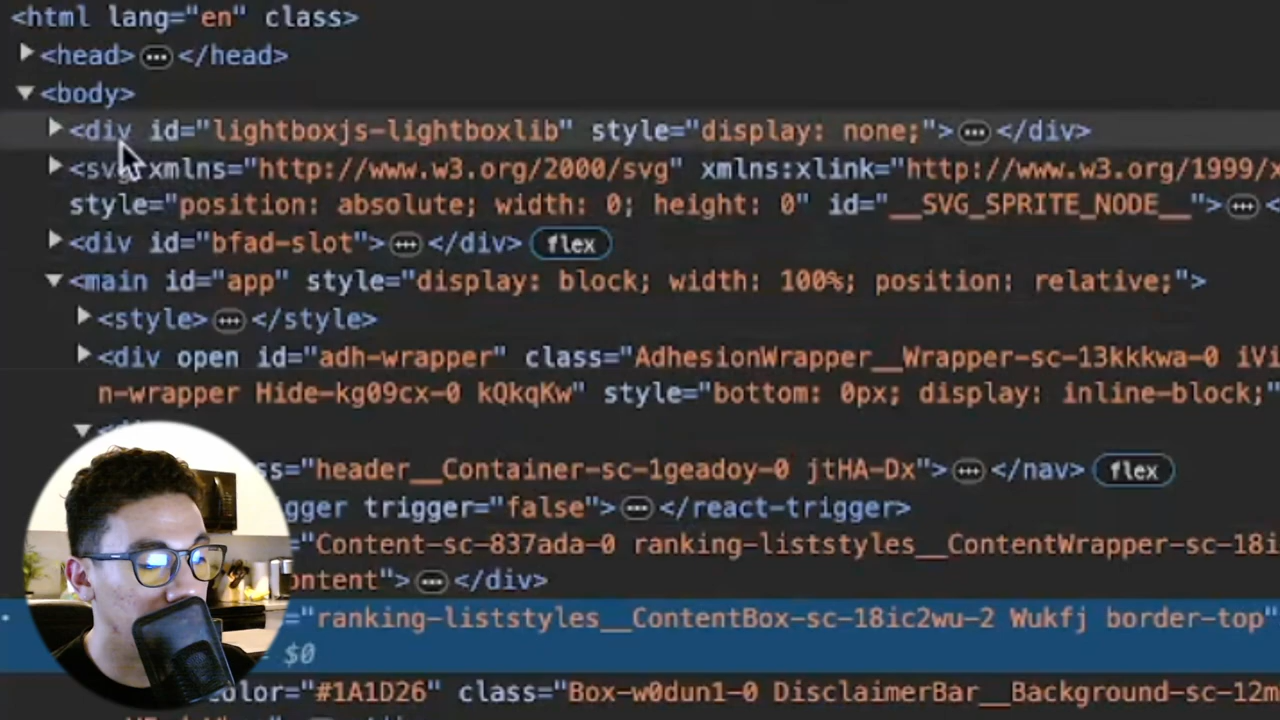 <html lang="en" class>
<head>•••</head>
<body>
<div id="lightboxjs-lightboxlib" style="display: none;">•••</div>
<svg xmlns="http://www.w3.org/2000/svg" xmlns:xlink="http://www.w3.org/1999/x
style="position: absolute; width: 0; height: 0" id="__SVG_SPRITE_NODE__">•••<
<div id="bfad-slot">•••</div> flex
<main id="app" style="display: block; width: 100%; position: relative;">
<style>•••</style>
<div open id="adh-wrapper" class="AdhesionWrapper__Wrapper-sc-13kkkwa-0 iVi
n-wrapper Hide-kg09cx-0 kQkqKw" style="bottom: 0px; display: inline-block;"
ss="header__Container-sc-1geadoy-0 jtHA-Dx">•••</nav> flex
gger trigger="false">•••</react-trigger>
="Content-sc-837ada-0 ranking-liststyles__ContentWrapper-sc-18i
ontent">•••</div>
="ranking-liststyles__ContentBox-sc-18ic2wu-2 Wukfj border-top"
$0
color="#1A1D26" class="Box-w0dun1-0 DisclaimerBar__Background-sc-12m